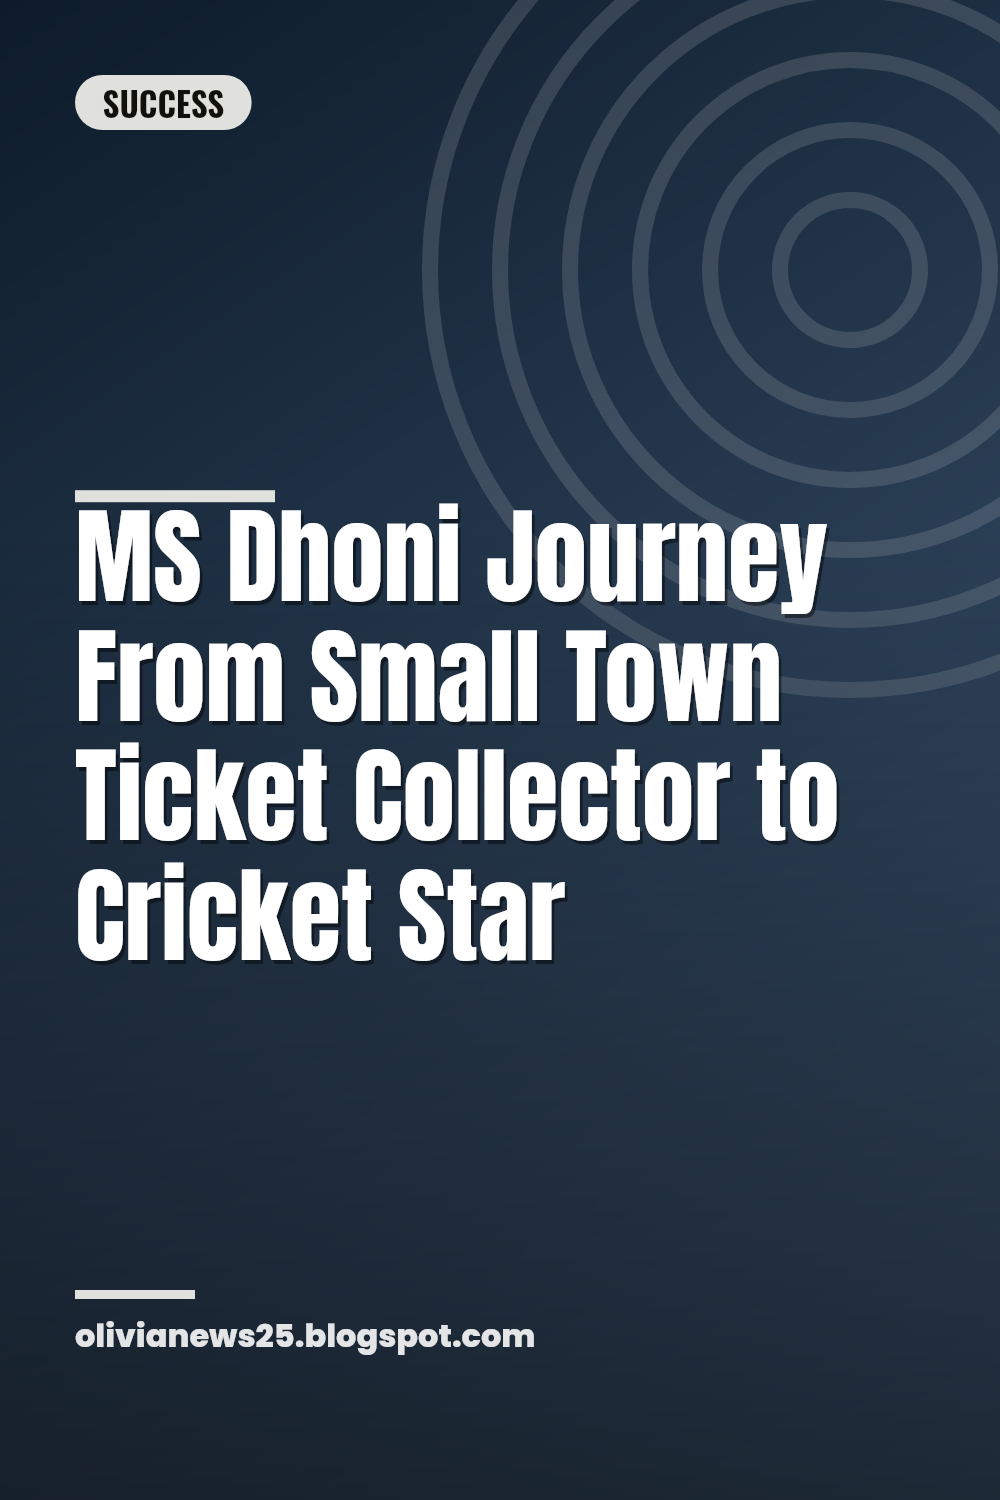 SUCCESS
MS Dhoni Journey
From Small Town
Ticket Collector to
Cricket Star
olivianews25.blogspot.com